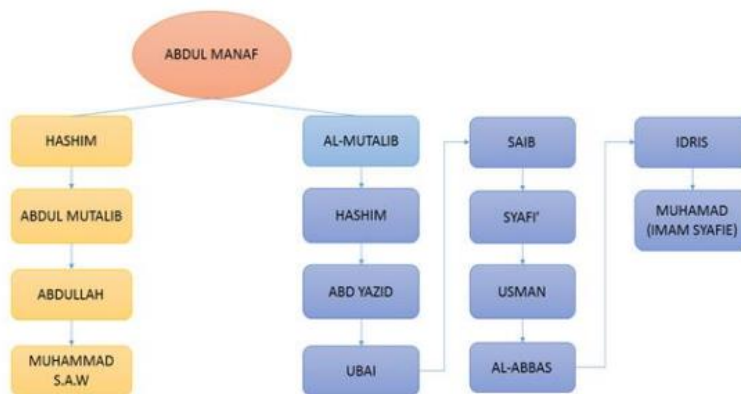 ABDUL MANAF
HASHIM
ABDUL MUTALIB
ABDULLAH
MUHAMMAD
S.A.W
AL-MUTALIB
HASHIM
ABD YAZID
UBAI
SAIB
SYAFI'
USMAN
AL-ABBAS
IDRIS
MUHAMAD
(IMAM SYAFIE)